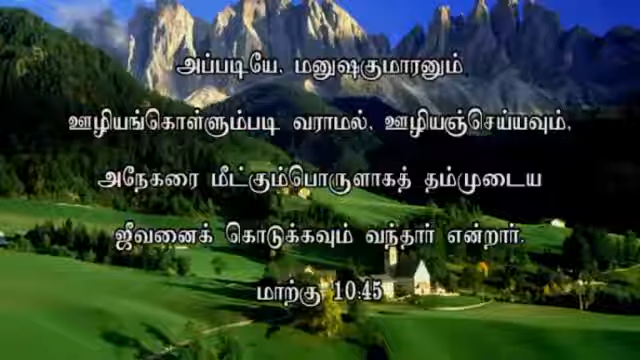 அப்படியே, மனுஷகுமாரனும்
ஊழியங்கொள்ளும்படி வராமல், ஊழியஞ்செய்யவும்,
அநேகரை மீட்கும்பொருளாகத் தம்முடைய
ஜீவனைக் கொடுக்கவும் வந்தார் என்றார்.
மாற்கு 10:45